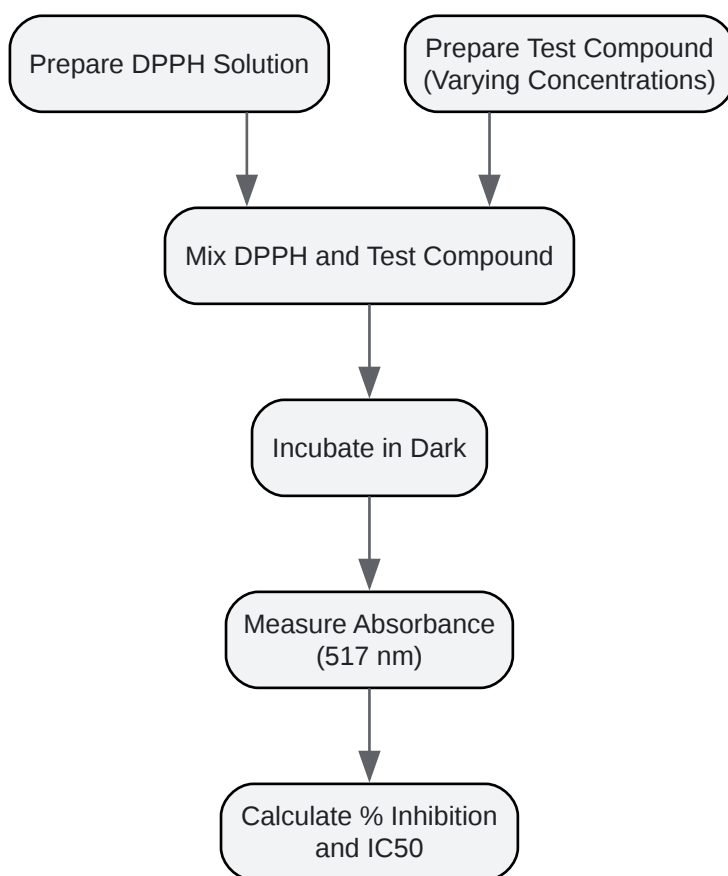 Prepare DPPH Solution
Prepare Test Compound
(Varying Concentrations)
Mix DPPH and Test Compound
Incubate in Dark
Measure Absorbance
(517 nm)
Calculate % Inhibition
and IC50